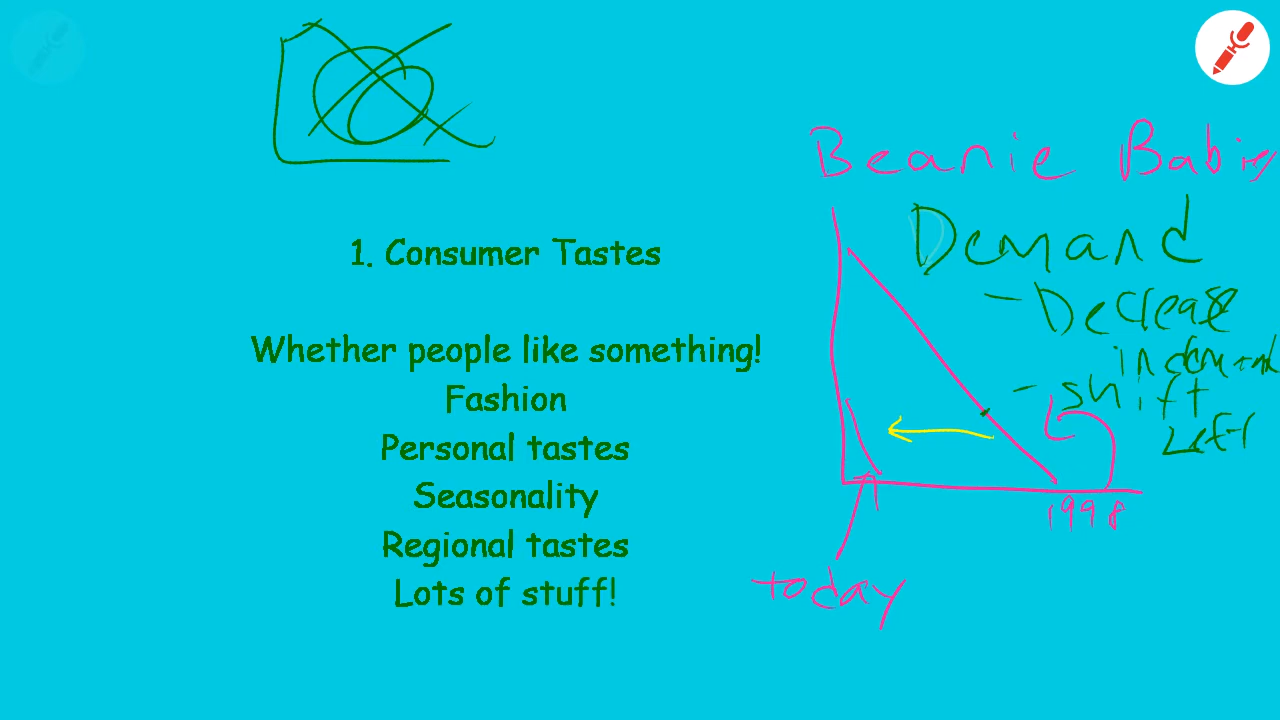 1. Consumer Tastes
Whether people like something!
Fashion
Personal tastes
Seasonality
Regional tastes
Lots of stuff!
Beanie Babies
Demand
- Decrease
in demand
- Shift
Left
1998
today